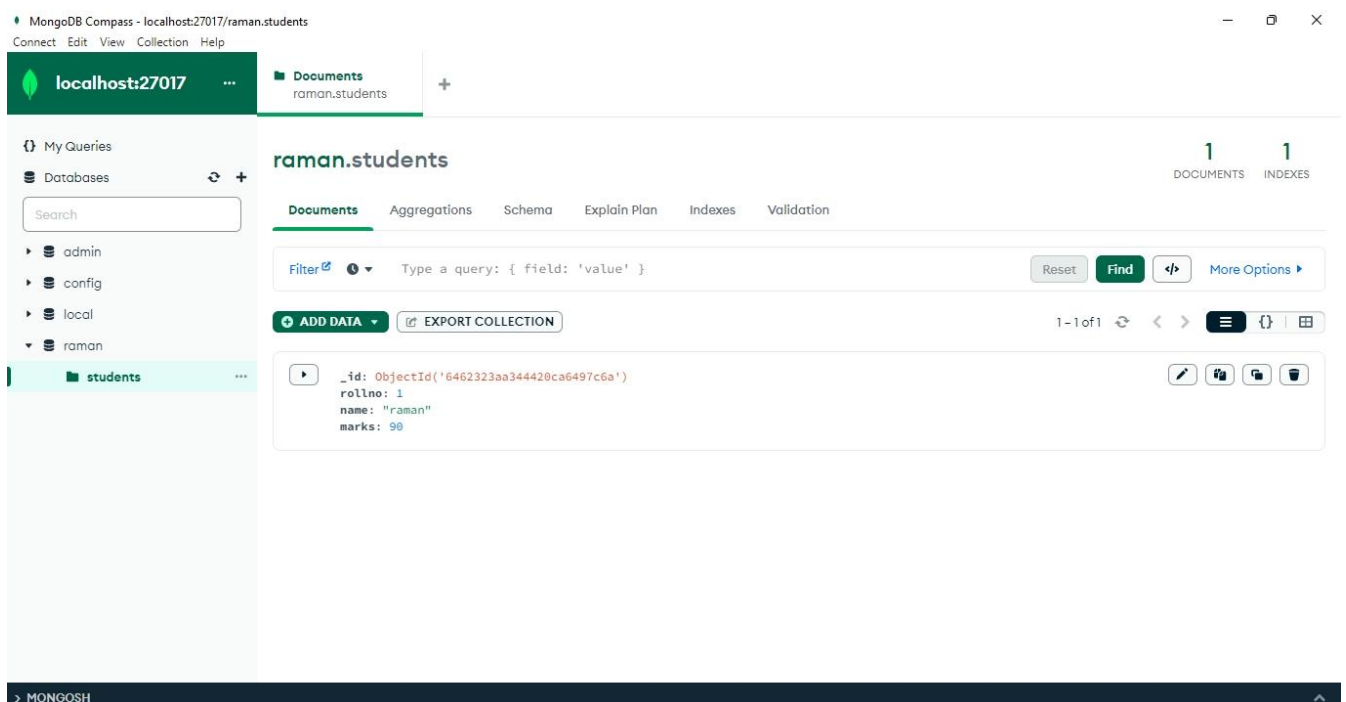 MongoDB Compass - localhost:27017/raman.students
Connect Edit View Collection Help
localhost:27017 ...
Documents
raman.students
+
{} My Queries
Databases
Search
admin
config
local
raman
students ...
raman.students
1 DOCUMENTS
1 INDEXES
Documents Aggregations Schema Explain Plan Indexes Validation
Filter Type a query: { field: 'value' } Reset Find </> More Options
ADD DATA EXPORT COLLECTION 1 - 1 of 1 {}
_id: ObjectId('6462323aa344420ca6497c6a')
rollno: 1
name: "raman"
marks: 90
> MONGOSH